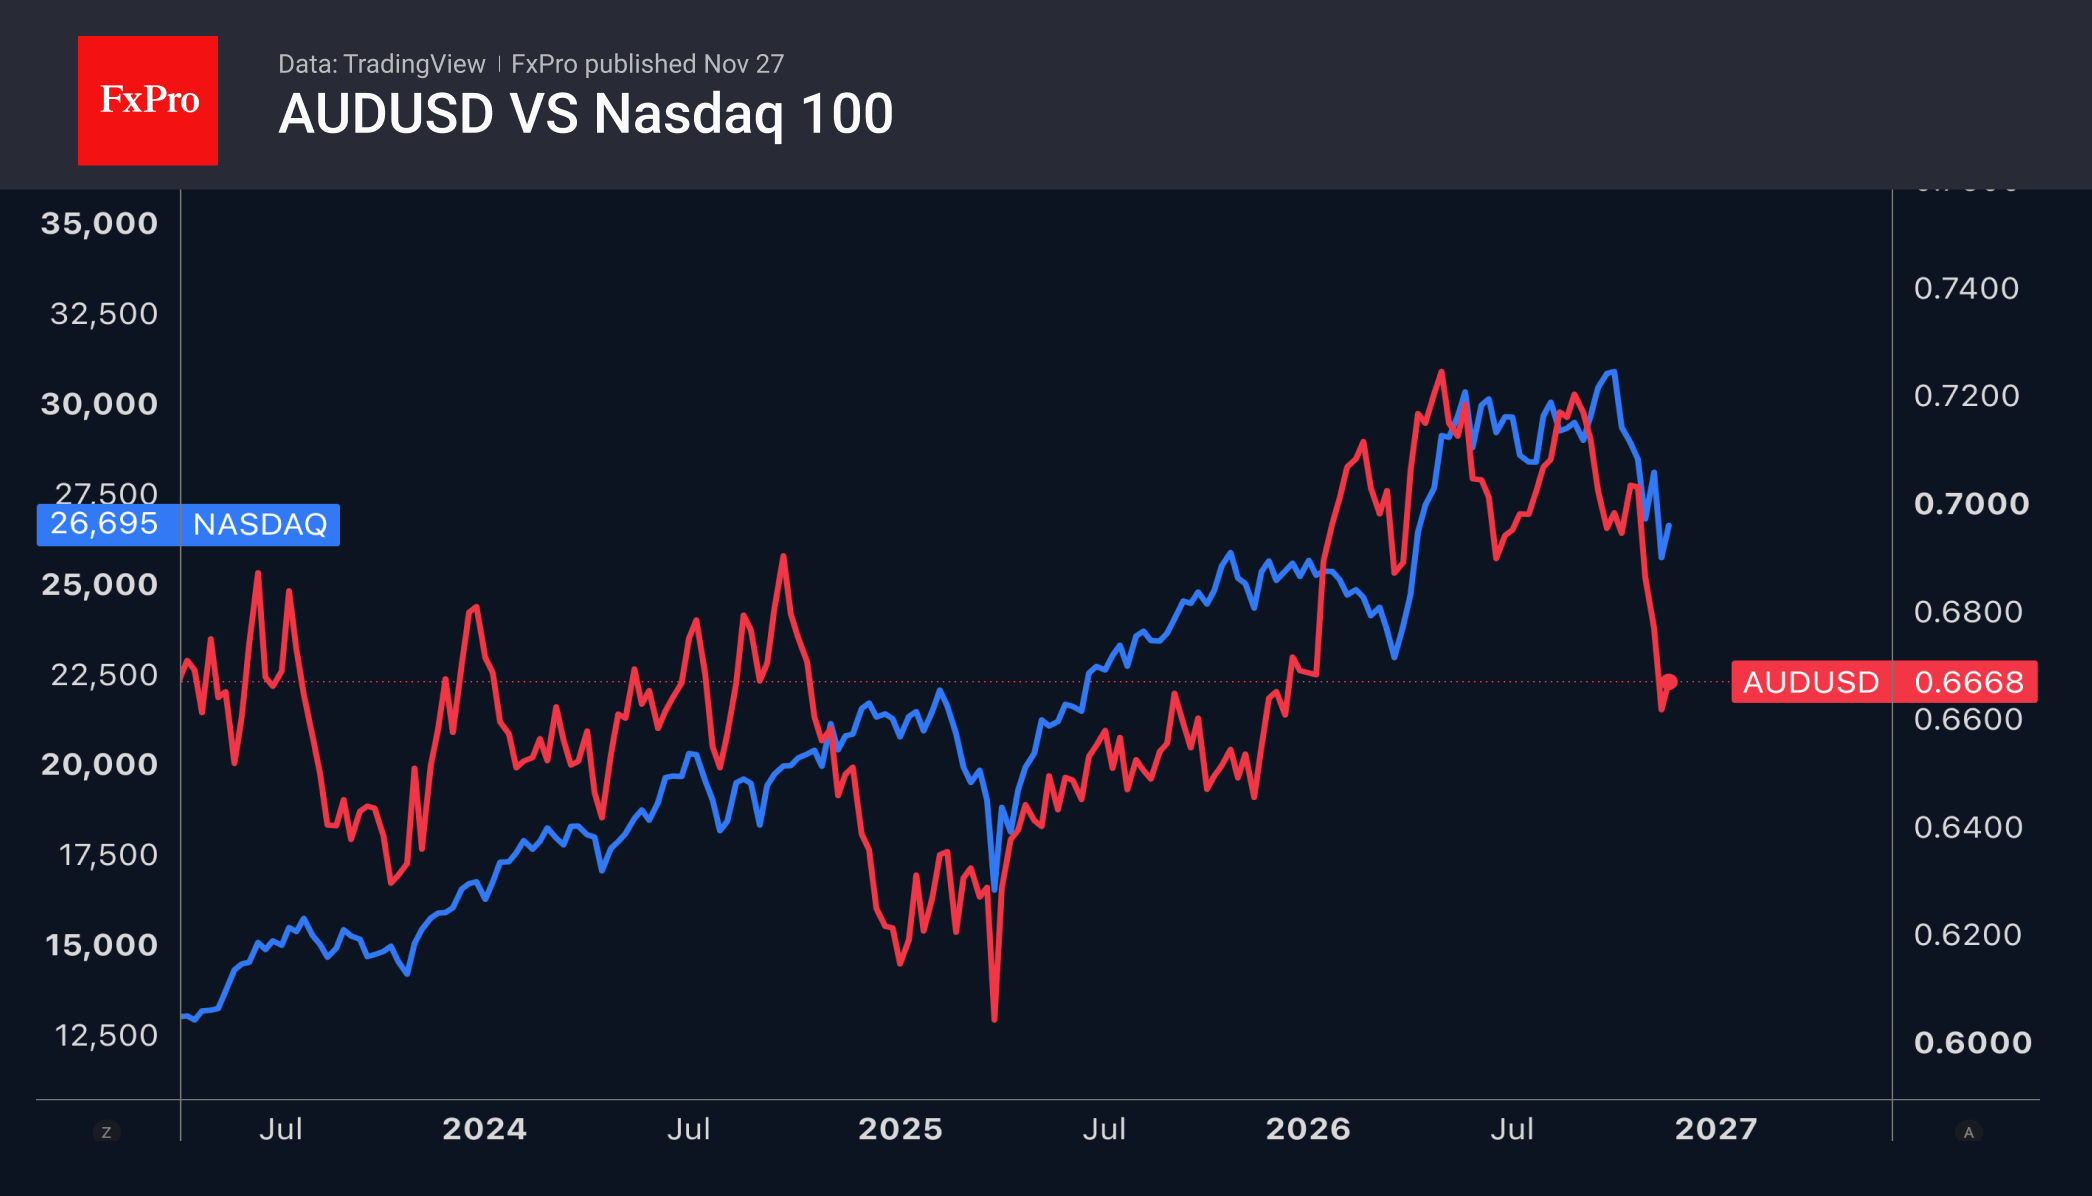 FxPro
Data: TradingView | FxPro published Nov 27
AUDUSD VS Nasdaq 100
35,000
32,500
30,000
27,500
26,695 NASDAQ
25,000
22,500
20,000
17,500
15,000
12,500
0.7400
0.7200
0.7000
0.6800
AUDUSD 0.6668
0.6600
0.6400
0.6200
0.6000
Jul 2024 Jul 2025 Jul 2026 Jul 2027
Z
A